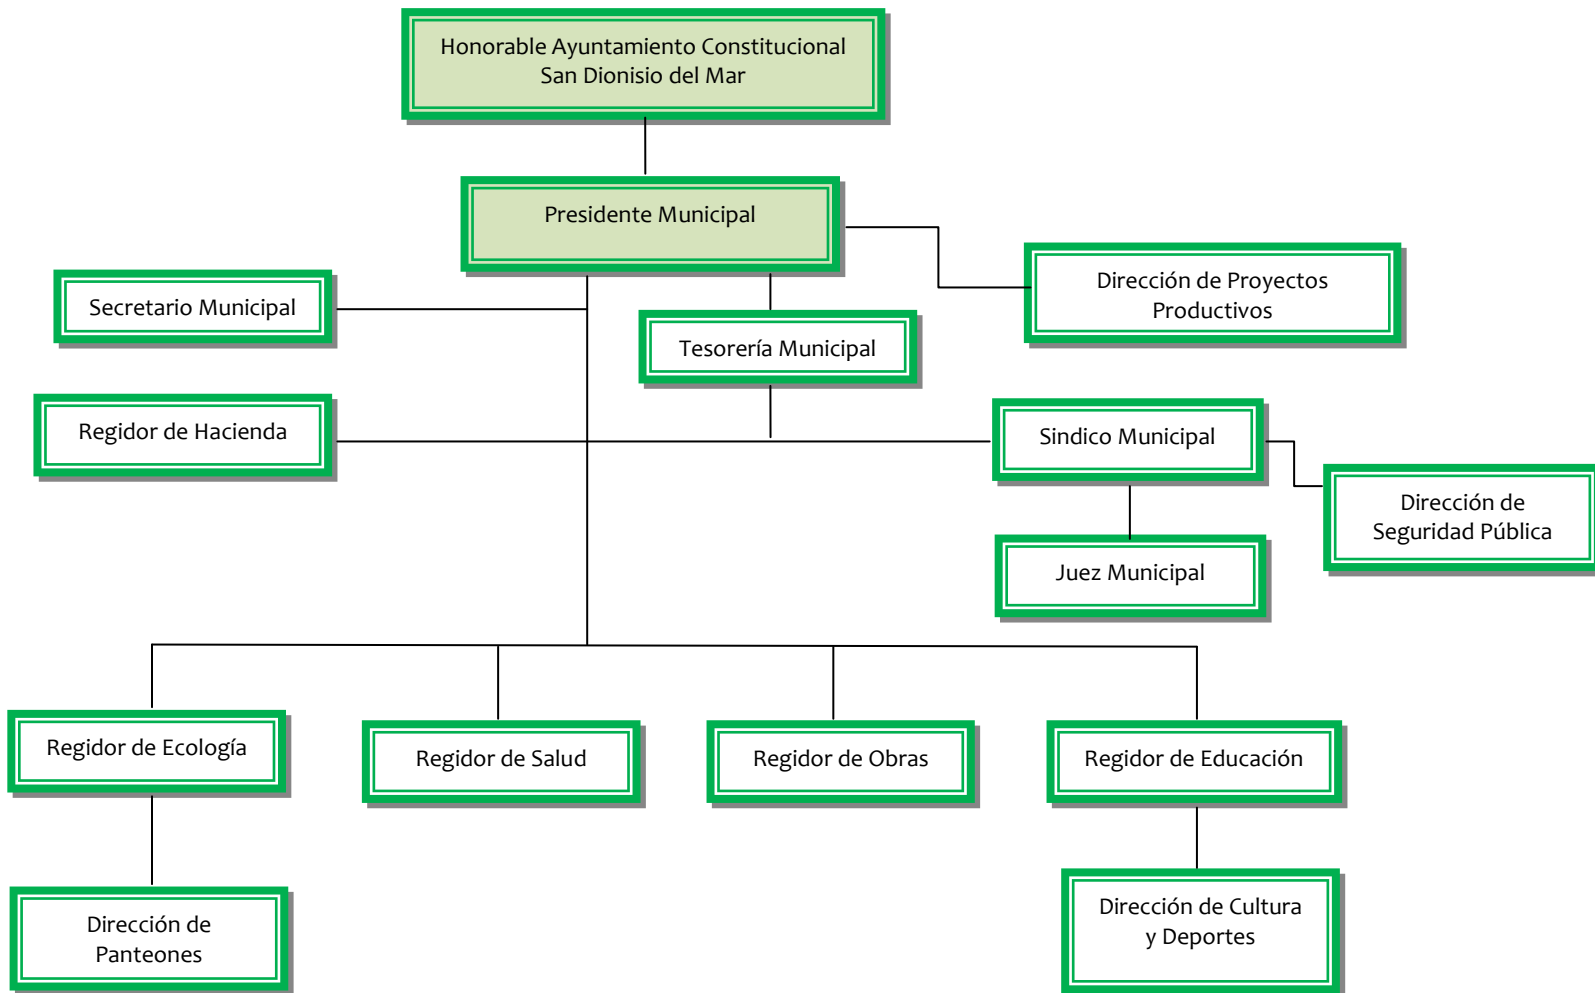 Honorable Ayuntamiento Constitucional
San Dionisio del Mar
Presidente Municipal
Dirección de Proyectos
Productivos
Secretario Municipal
Tesorería Municipal
Regidor de Hacienda
Sindico Municipal
Dirección de
Seguridad Pública
Juez Municipal
Regidor de Ecología
Regidor de Salud
Regidor de Obras
Regidor de Educación
Dirección de
Panteones
Dirección de Cultura
y Deportes